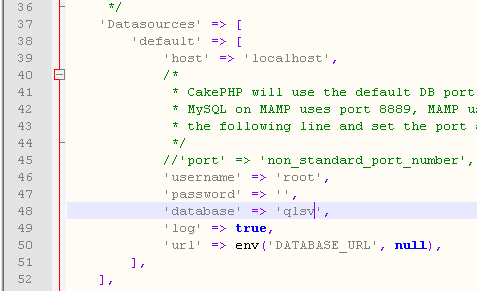 36 */
37 'Datasources' => [
38 'default' => [
39 'host' => 'localhost',
40 /*
41 * CakePHP will use the default DB port
42 * MySQL on MAMP uses port 8889, MAMP u
43 * the following line and set the port
44 */
45 //'port' => 'non_standard_port_number',
46 'username' => 'root',
47 'password' => '',
48 'database' => 'qlsv',
49 'log' => true,
50 'url' => env('DATABASE_URL', null),
51 ],
52 ],